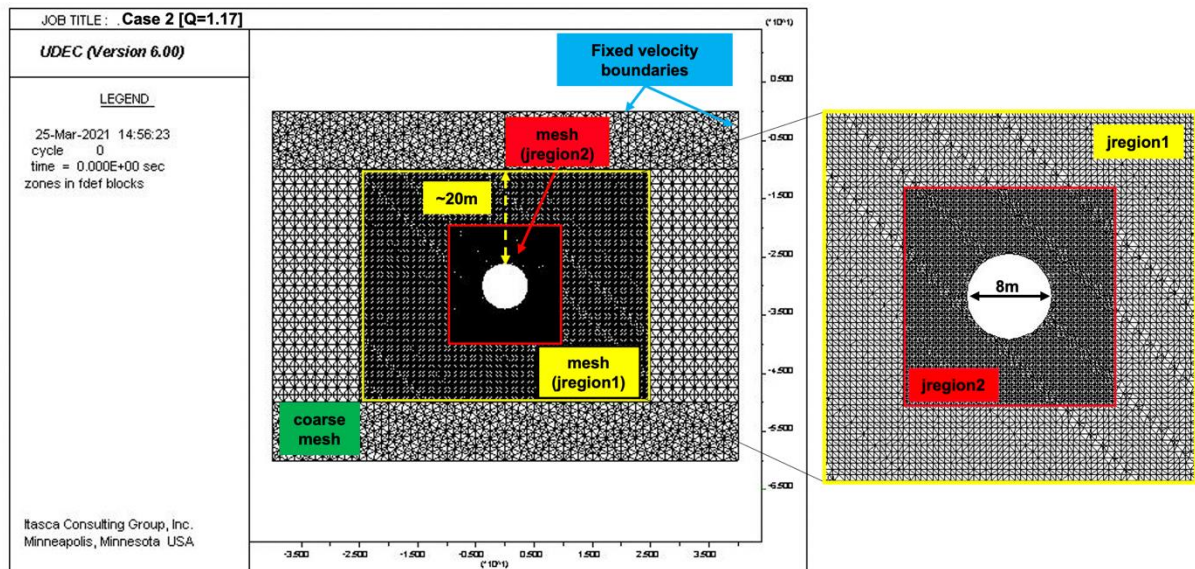 JOB TITLE : . Case 2 [Q=1.17]
UDEC (Version 6.00)
LEGEND
25-Mar-2021 14:56:23
cycle 0
time = 0.000E+00 sec
zones in fdef blocks
Itasca Consulting Group, Inc.
Minneapolis, Minnesota USA
Fixed velocity
boundaries
mesh
(jregion2)
~20m
mesh
(jregion1)
coarse
mesh
(*10^1)
0.500
-0.500
-1.500
-2.500
-3.500
-4.500
-5.500
-6.500
-3.500 -2.500 -1.500 -0.500 0.500 1.500 2.500 3.500
(*10^1)
jregion1
8m
jregion2